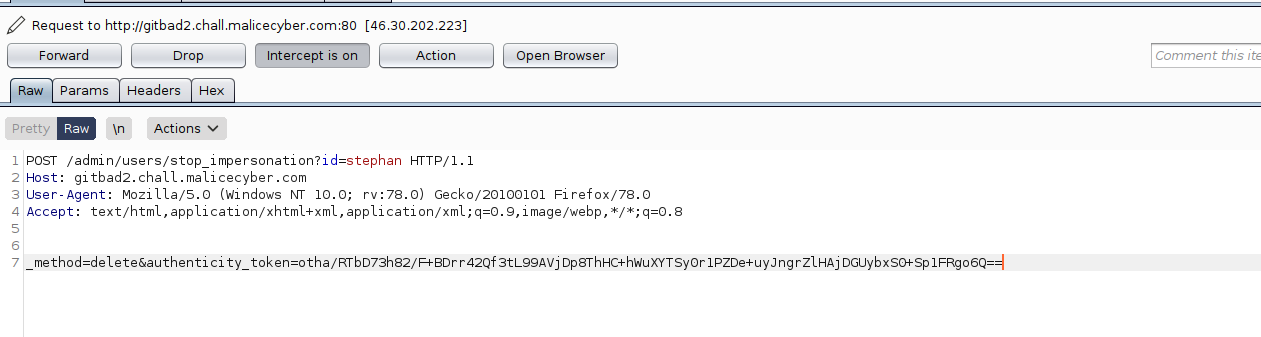 Request to http://gitbad2.chall.malicecyber.com:80 [46.30.202.223]
Forward Drop Intercept is on Action Open Browser Comment this ite
Raw Params Headers Hex
Pretty Raw \n Actions
1 POST /admin/users/stop_impersonation?id=stephan HTTP/1.1
2 Host: gitbad2.chall.malicecyber.com
3 User-Agent: Mozilla/5.0 (Windows NT 10.0; rv:78.0) Gecko/20100101 Firefox/78.0
4 Accept: text/html,application/xhtml+xml,application/xml;q=0.9,image/webp,*/*;q=0.8
5
6
7 _method=delete&authenticity_token=otha/RTbD73h82/F+BDrr42Qf3tL99AVjDp8ThHC+hWuXYTSyOr1PZDe+uyJngrZlHAjDGUybxSO+Sp1FRgo6Q==